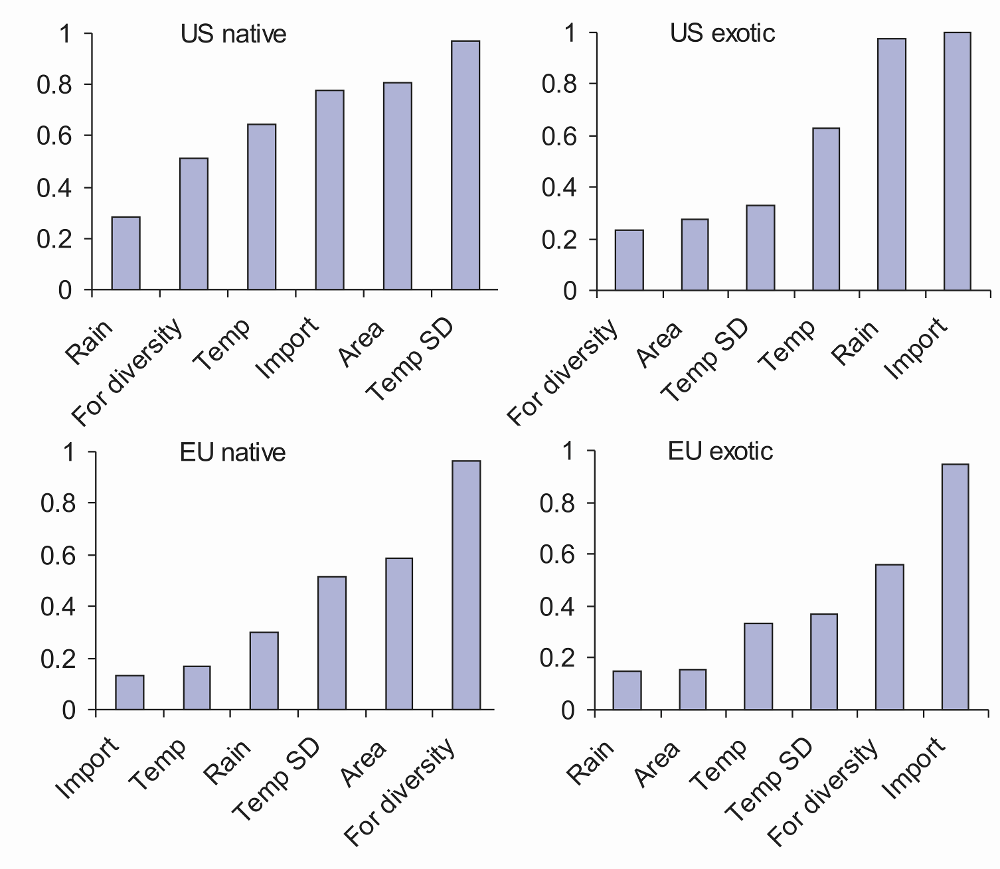 US native
1
0.8
0.6
0.4
0.2
0
Rain
For diversity
Temp
Import
Area
Temp SD
US exotic
1
0.8
0.6
0.4
0.2
0
For diversity
Area
Temp SD
Temp
Rain
Import
EU native
1
0.8
0.6
0.4
0.2
0
Import
Temp
Rain
Temp SD
Area
For diversity
EU exotic
1
0.8
0.6
0.4
0.2
0
Rain
Area
Temp
Temp SD
For diversity
Import